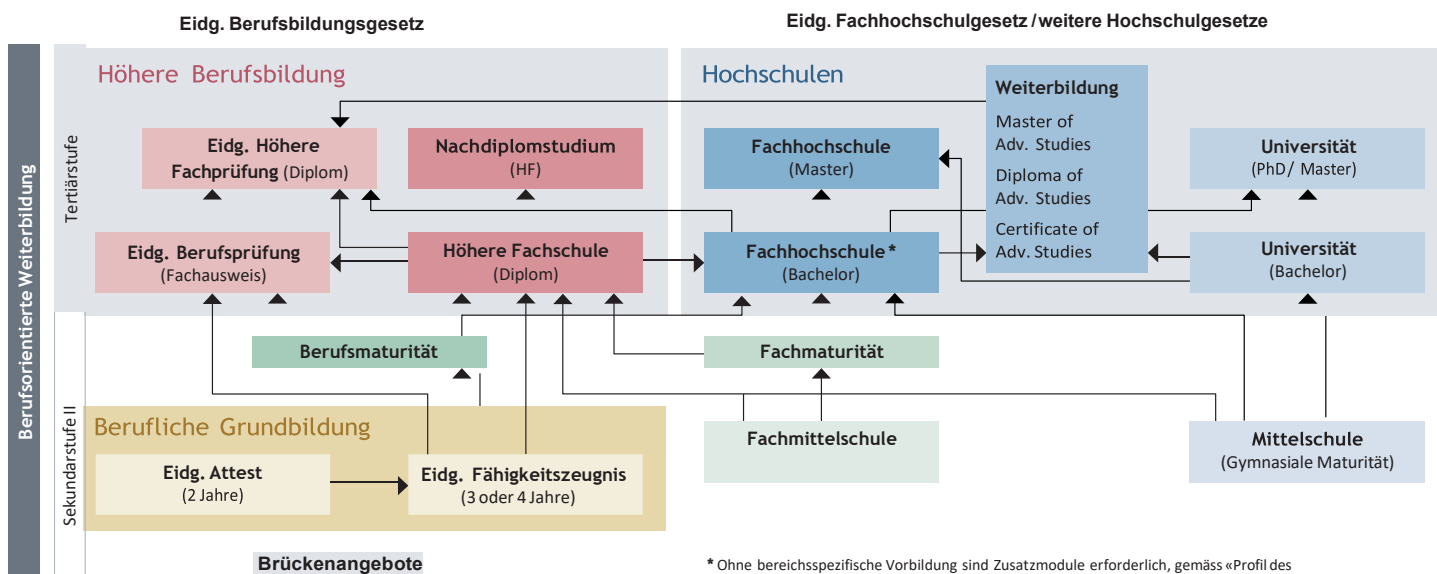 Eidg. Berufsbildungsgesetz
Eidg. Fachhochschulgesetz / weitere Hochschulgesetze
Berufsorientierte Weiterbildung
Tertiärstufe
Höhere Berufsbildung
Hochschulen
Weiterbildung
Master of
Adv. Studies
Diploma of
Adv. Studies
Certificate of
Adv. Studies
Eidg. Höhere
Fachprüfung (Diplom)
Nachdiplomstudium
(HF)
Fachhochschule
(Master)
Universität
(PhD/ Master)
Eidg. Berufsprüfung
(Fachausweis)
Höhere Fachschule
(Diplom)
Fachhochschule *
(Bachelor)
Universität
(Bachelor)
Sekundarstufe II
Berufsmaturität
Fachmaturität
Berufliche Grundbildung
Fachmittelschule
Mittelschule
(Gymnasiale Maturität)
Eidg. Attest
(2 Jahre)
Eidg. Fähigkeitszeugnis
(3 oder 4 Jahre)
Brückenangebote
* Ohne bereichsspezifische Vorbildung sind Zusatzmodule erforderlich, gemäss «Profil des